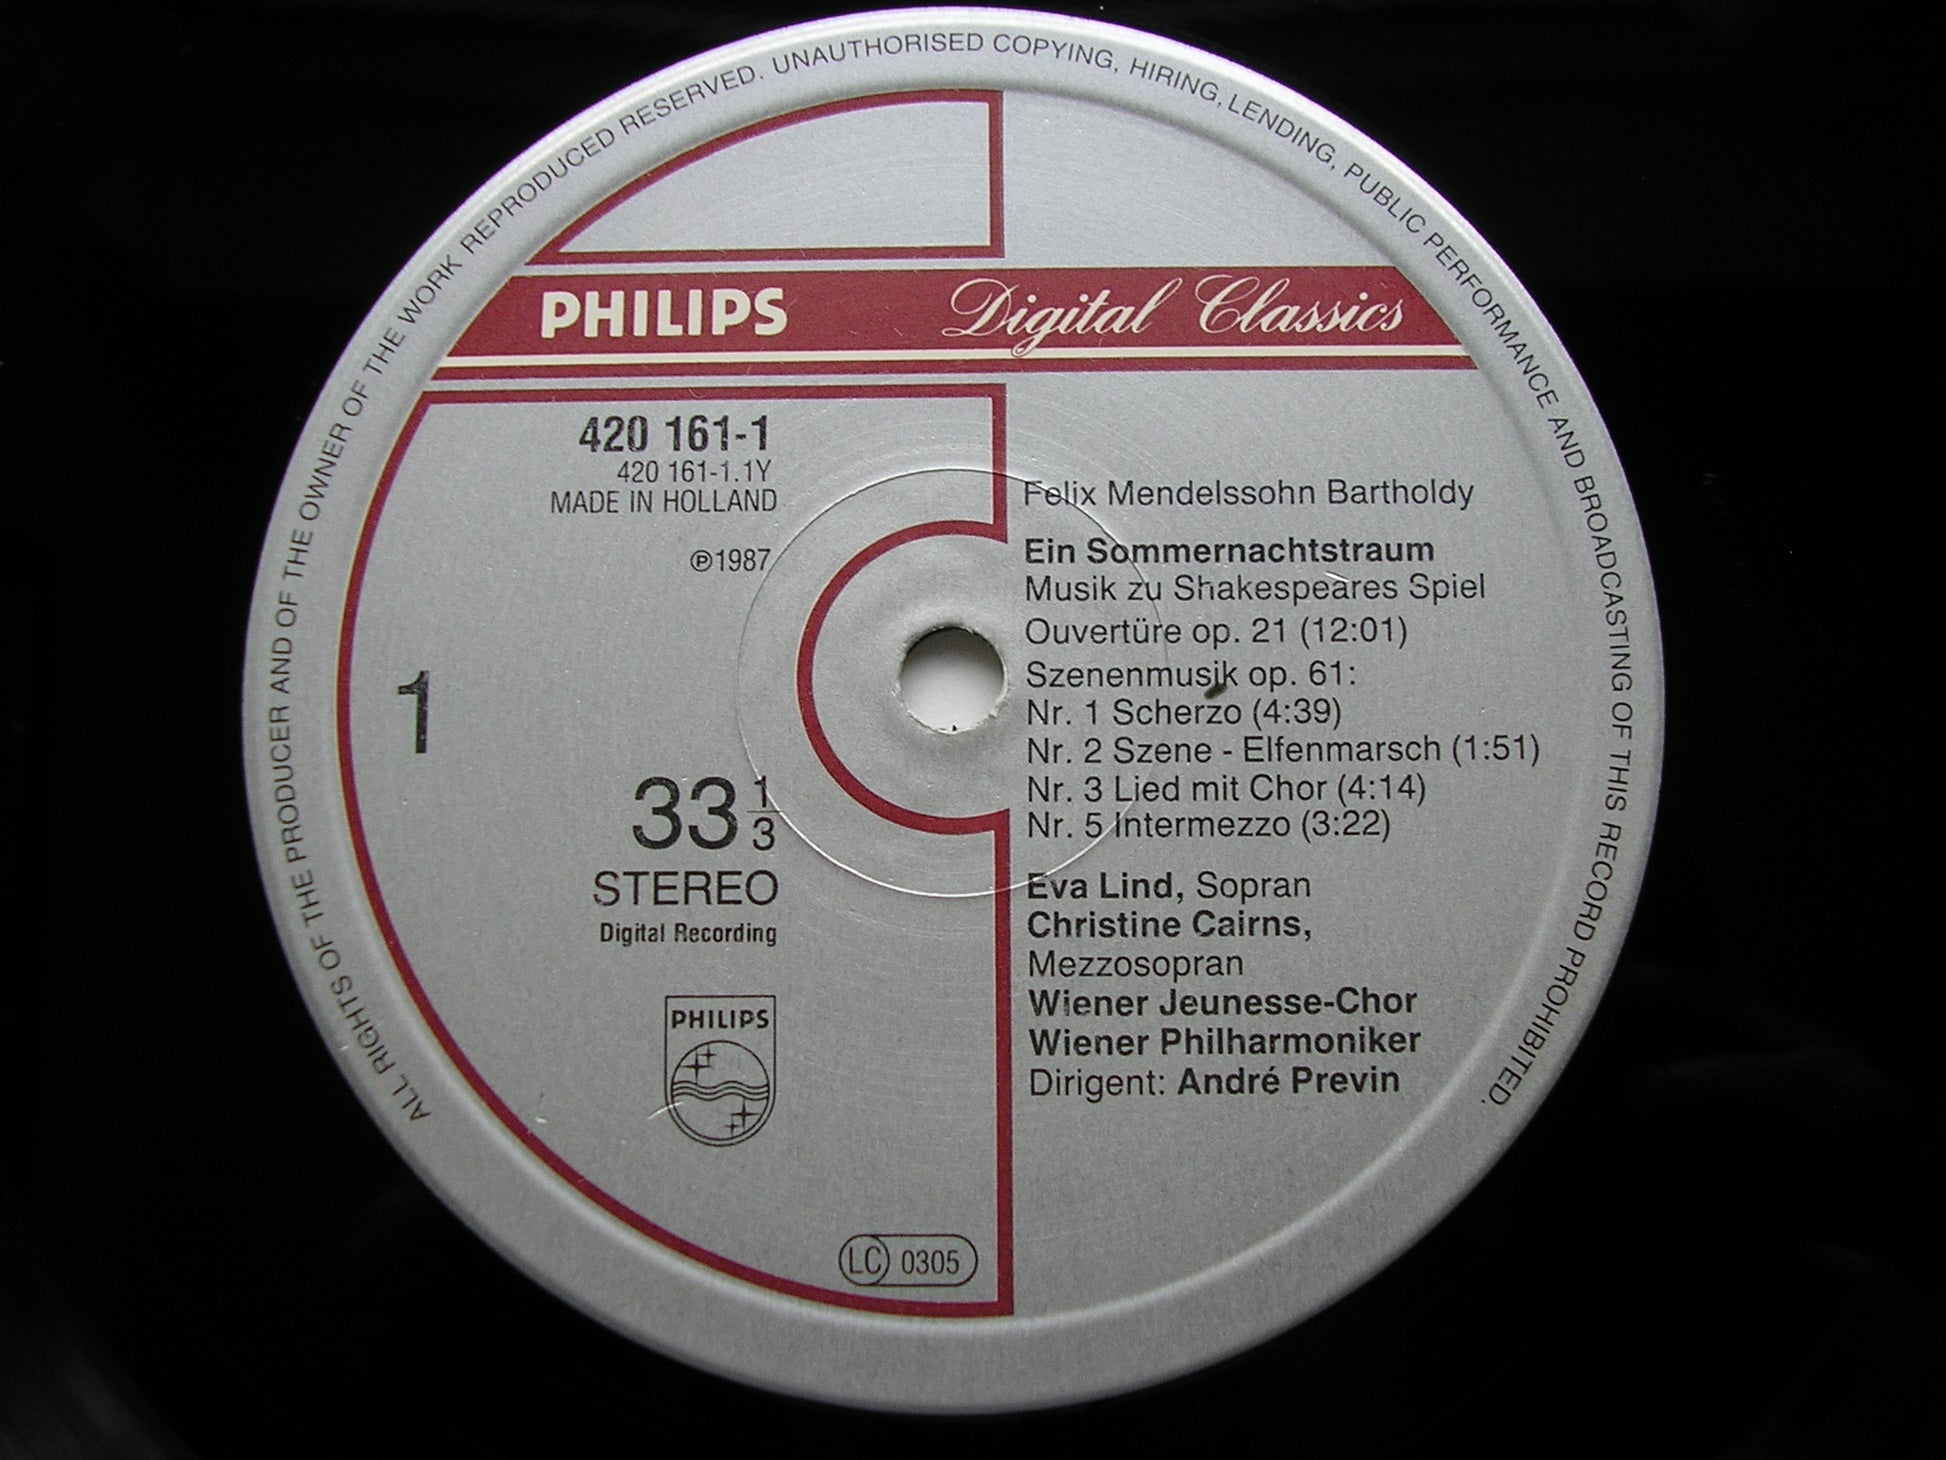 ALL RIGHTS OF THE PRODUCER AND OF THE OWNER OF THE WORK REPRODUCED RESERVED. UNAUTHORISED COPYING, HIRING, LENDING, PUBLIC PERFORMANCE AND BROADCASTING OF THIS RECORD PROHIBITED.
PHILIPS Digital Classics
420 161-1
420 161-1.1Y
MADE IN HOLLAND
℗1987
1
33 1/3
STEREO
Digital Recording
PHILIPS
LC 0305
Felix Mendelssohn Bartholdy
Ein Sommernachtstraum
Musik zu Shakespeares Spiel
Ouvertüre op. 21 (12:01)
Szenenmusik op. 61:
Nr. 1 Scherzo (4:39)
Nr. 2 Szene - Elfenmarsch (1:51)
Nr. 3 Lied mit Chor (4:14)
Nr. 5 Intermezzo (3:22)
Eva Lind, Sopran
Christine Cairns,
Mezzosopran
Wiener Jeunesse-Chor
Wiener Philharmoniker
Dirigent: André Previn